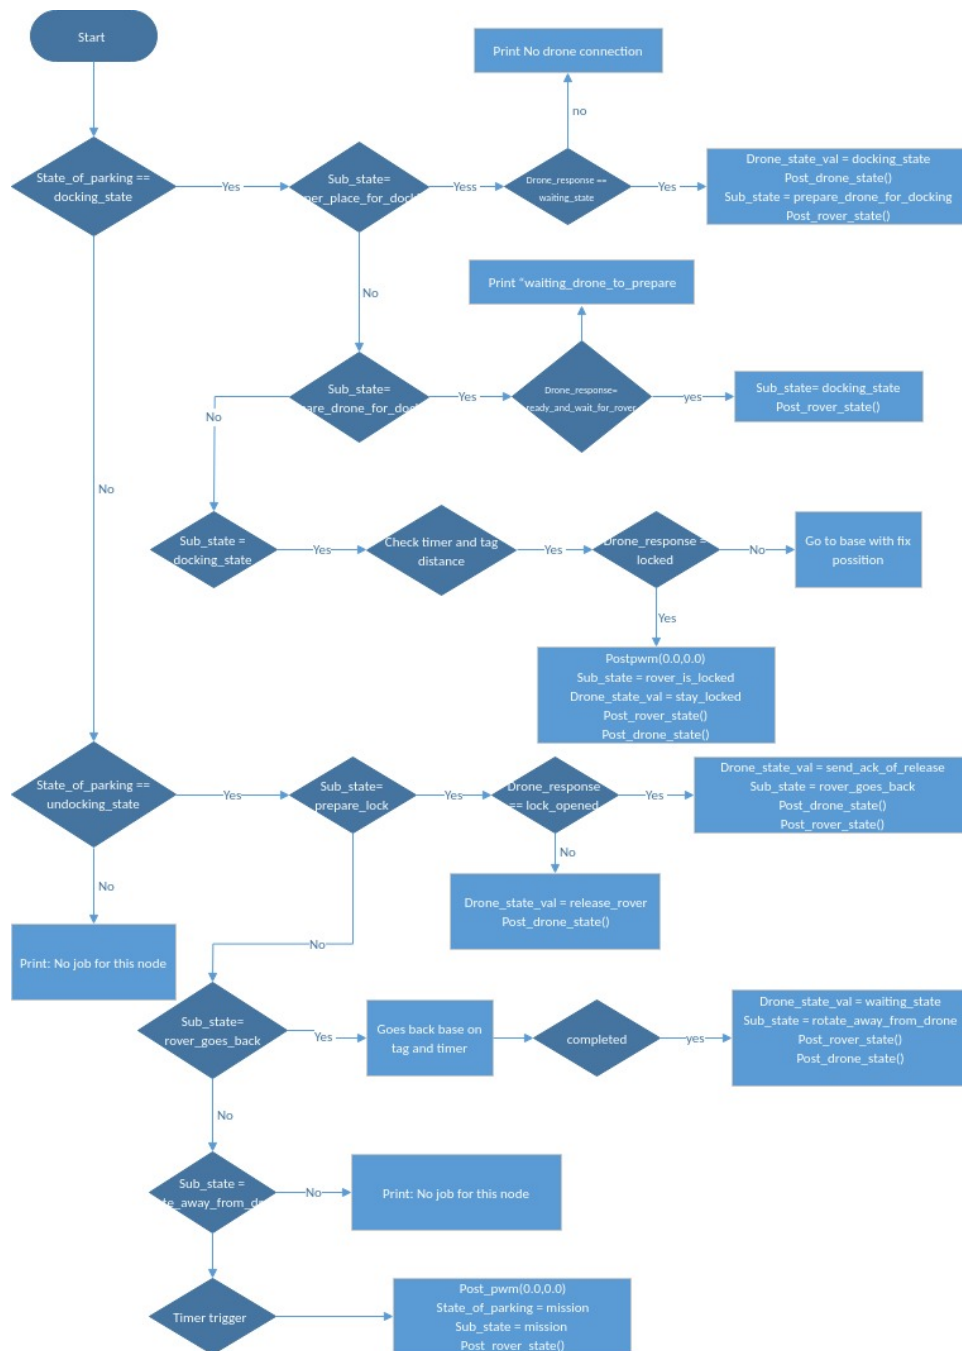 Start
Print No drone connection
no
State_of_parking ==
docking_state
Yes
Sub_state=
per_place_for_dock
Yess
Drone_response ==
waiting_state
Yes
Drone_state_val = docking_state
Post_drone_state()
Sub_state = prepare_drone_for_docking
Post_rover_state()
No
Print “waiting_drone_to_prepare
Sub_state=
are_drone_for_doc
Yes
Drone_response=
ready_and_wait_for_rover
yes
Sub_state= docking_state
Post_rover_state()
No
No
Sub_state =
docking_state
Yes
Check timer and tag
distance
Yes
Drone_response =
locked
No
Go to base with fix
possition
Yes
Postpwm(0.0,0.0)
Sub_state = rover_is_locked
Drone_state_val = stay_locked
Post_rover_state()
Post_drone_state()
State_of_parking ==
undocking_state
Yes
Sub_state=
prepare_lock
Yes
Drone_response
== lock_opened
Yes
Drone_state_val = send_ack_of_release
Sub_state = rover_goes_back
Post_drone_state()
Post_rover_state()
No
No
Drone_state_val = release_rover
Post_drone_state()
Print: No job for this node
No
Sub_state=
rover_goes_back
Yes
Goes back base on
tag and timer
completed
yes
Drone_state_val = waiting_state
Sub_state = rotate_away_from_drone
Post_rover_state()
Post_drone_state()
No
Sub_state =
te_away_from_dr
No
Print: No job for this node
Timer trigger
Post_pwm(0.0,0.0)
State_of_parking = mission
Sub_state = mission
Post_rover_state()